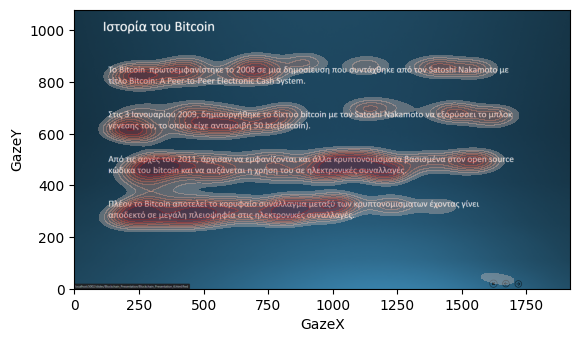 Ιστορία του Bitcoin
Το Bitcoin πρωτοεμφανίστηκε το 2008 σε μια δημοσίευση που συντάχθηκε από τον Satoshi Nakamoto με
τίτλο Bitcoin: A Peer-to-Peer Electronic Cash System.
Στις 3 Ιανουαρίου 2009, δημιουργήθηκε το δίκτυο bitcoin με τον Satoshi Nakamoto να εξορύσσει το μπλοκ
γένεσης του, το οποίο είχε ανταμοιβή 50 btc(bitcoin).
Από τις αρχές του 2011, άρχισαν να εμφανίζονται και άλλα κρυπτονομίσματα βασισμένα στον open source
κώδικα του bitcoin και να αυξάνεται η χρήση του σε ηλεκτρονικές συναλλαγές.
Πλέον το Bitcoin αποτελεί το κορυφαίο συνάλλαγμα μεταξύ των κρυπτονομισμάτων έχοντας γίνει
αποδεκτό σε μεγάλη πλειοψηφία στις ηλεκτρονικές συναλλαγές.
GazeY
1000
800
600
400
200
0
0 250 500 750 1000 1250 1500 1750
GazeX